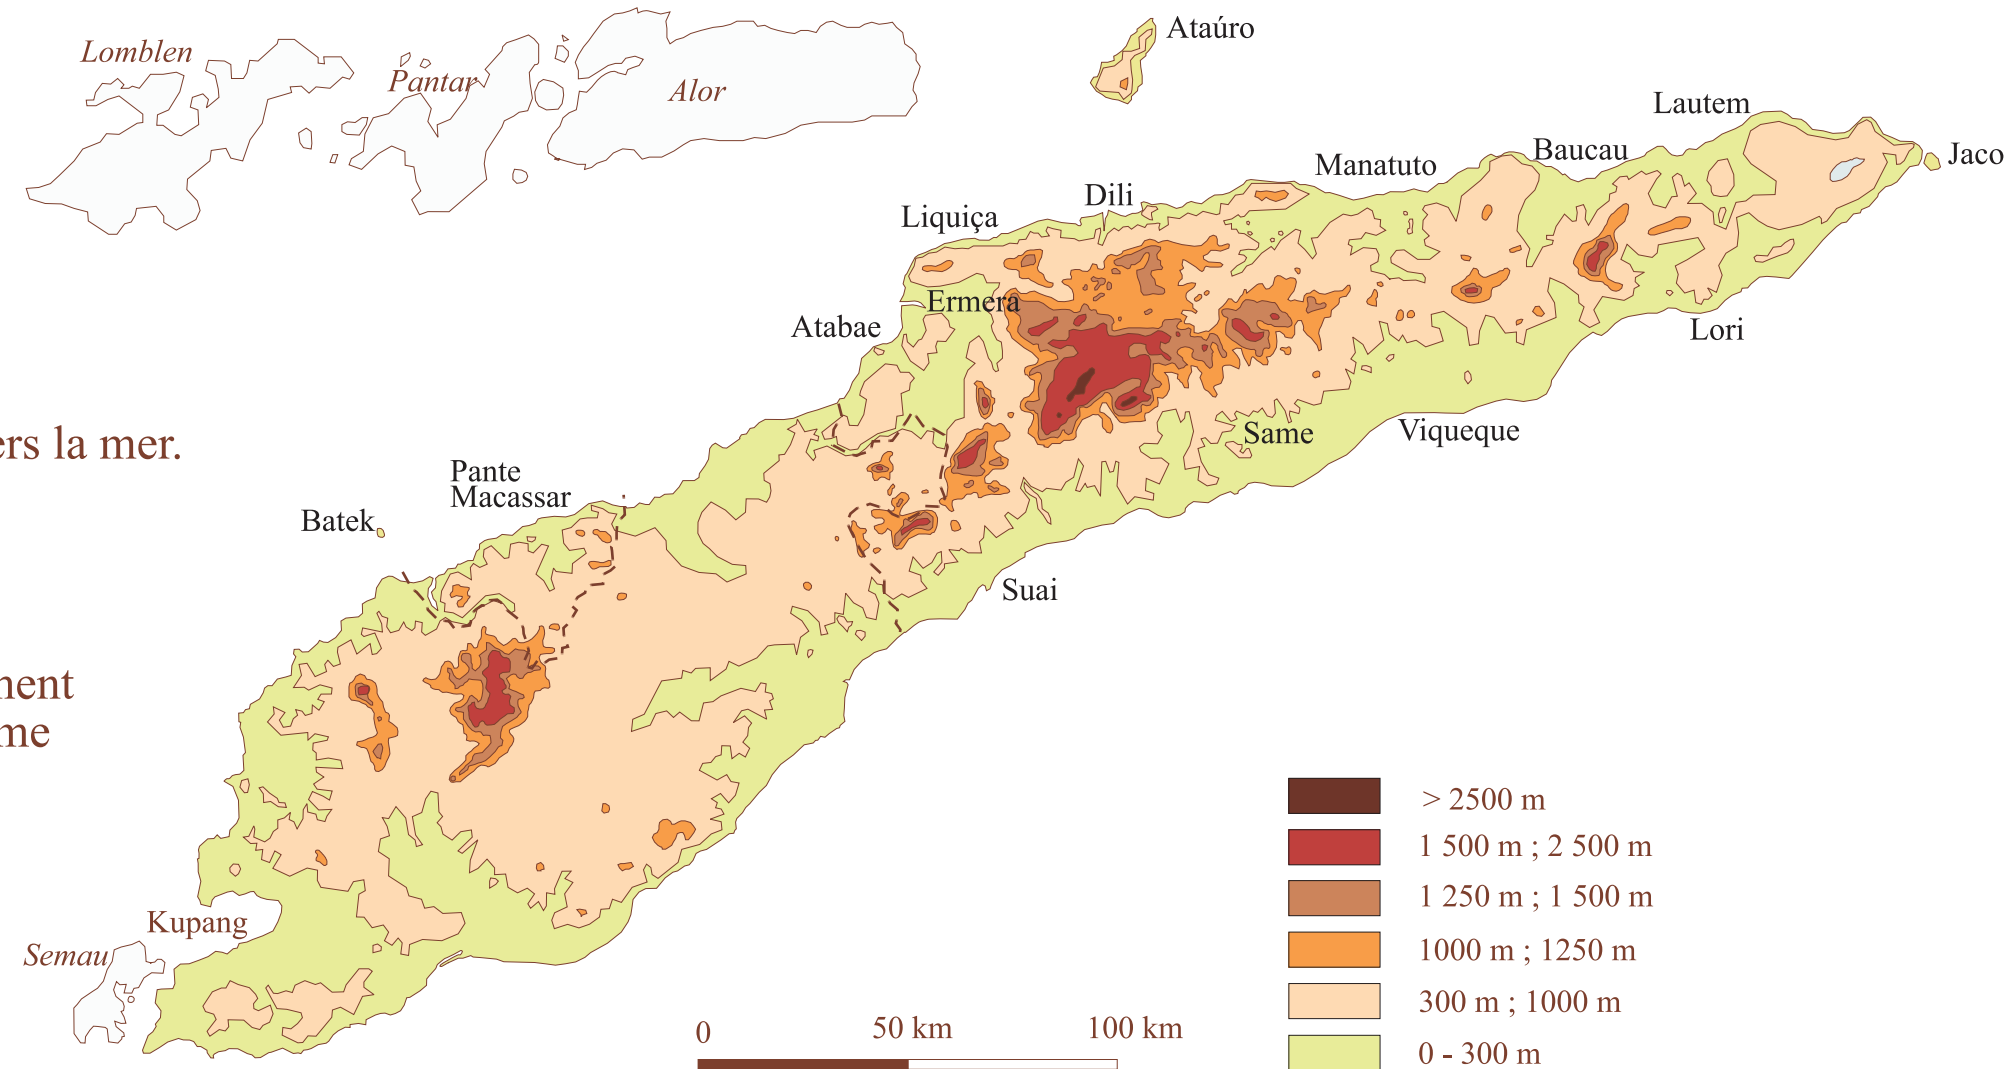 Lomblen
Pantar
Alor
Ataúro
Lautem
Jaco
Baucau
Manatuto
Dili
Liquiça
Ermera
Atabae
Lori
Same
Viqueque
ers la mer.
Pante
Macassar
Batek
Suai
nent
me
Kupang
Semau
> 2500 m
1 500 m ; 2 500 m
1 250 m ; 1 500 m
1000 m ; 1250 m
300 m ; 1000 m
0 - 300 m
0 50 km 100 km